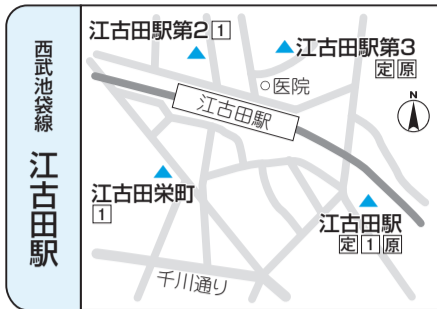 西武池袋線
江古田駅
江古田駅第2 1
江古田駅第3
定 原
医院
N
江古田駅
江古田栄町
1
江古田駅
定 1 原
千川通り